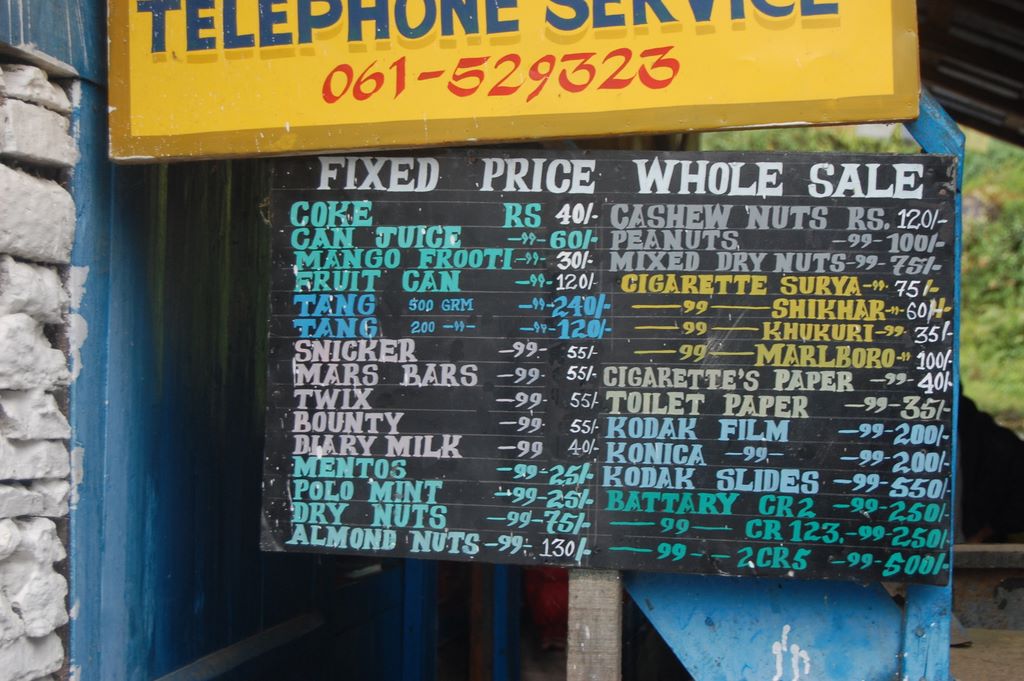 TELEPHONE SERVICE
061-529323
FIXED PRICE WHOLE SALE
COKE RS 40/-
CAN JUICE -99- 60/-
MANGO FROOTI -99- 30/-
FRUIT CAN -99- 120/-
TANG 500 GRM -99- 240/-
TANG 200 -99- -99- 120/-
SNICKER -99- 55/-
MARS BARS -99- 55/-
TWIX -99- 55/-
BOUNTY -99- 55/-
DIARY MILK -99- 40/-
MENTOS -99- 25/-
POLO MINT -99- 25/-
DRY NUTS -99- 75/-
ALMOND NUTS -99- 130/-
CASHEW NUTS RS. 120/-
PEANUTS -99- 100/-
MIXED DRY NUTS -99- 75/-
CIGARETTE SURYA -99- 75/-
-99- SHIKHAR -99- 60/-
-99- KHUKURI -99- 35/-
-99- MARLBORO -99- 100/-
CIGARETTE'S PAPER -99- 40/-
TOILET PAPER -99- 35/-
KODAK FILM -99- 200/-
KONICA -99- -99- 200/-
KODAK SLIDES -99- 550/-
BATTARY CR2 -99- 250/-
-99- CR123. -99- 250/-
-99- 2CR5 -99- 500/-